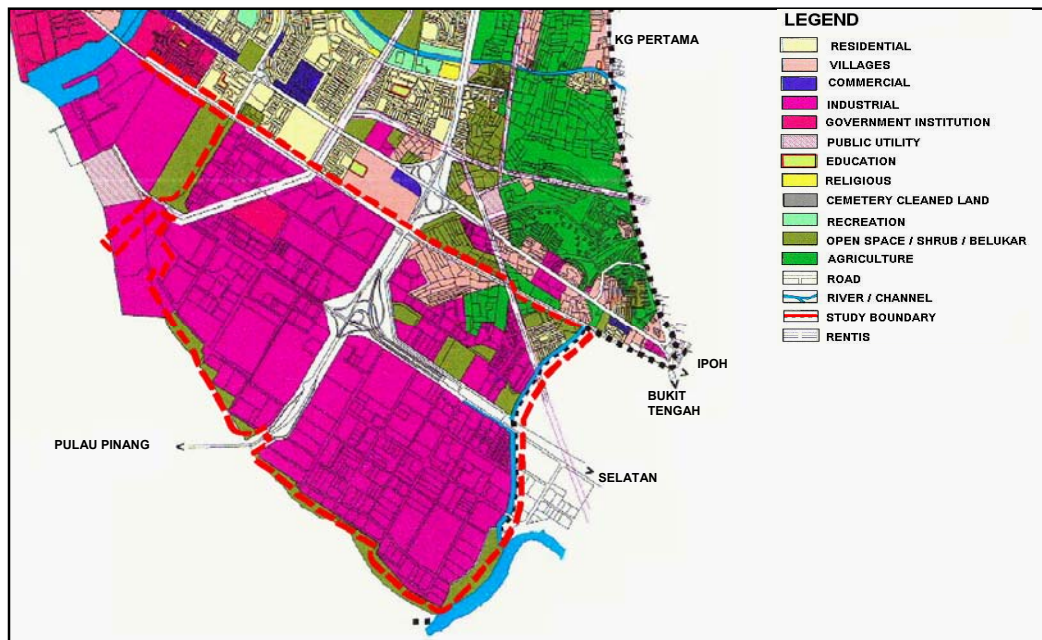 KG PERTAMA
IPOH
BUKIT
TENGAH
PULAU PINANG
SELATAN
LEGEND
RESIDENTIAL
VILLAGES
COMMERCIAL
INDUSTRIAL
GOVERNMENT INSTITUTION
PUBLIC UTILITY
EDUCATION
RELIGIOUS
CEMETERY CLEANED LAND
RECREATION
OPEN SPACE / SHRUB / BELUKAR
AGRICULTURE
ROAD
RIVER / CHANNEL
STUDY BOUNDARY
RENTIS